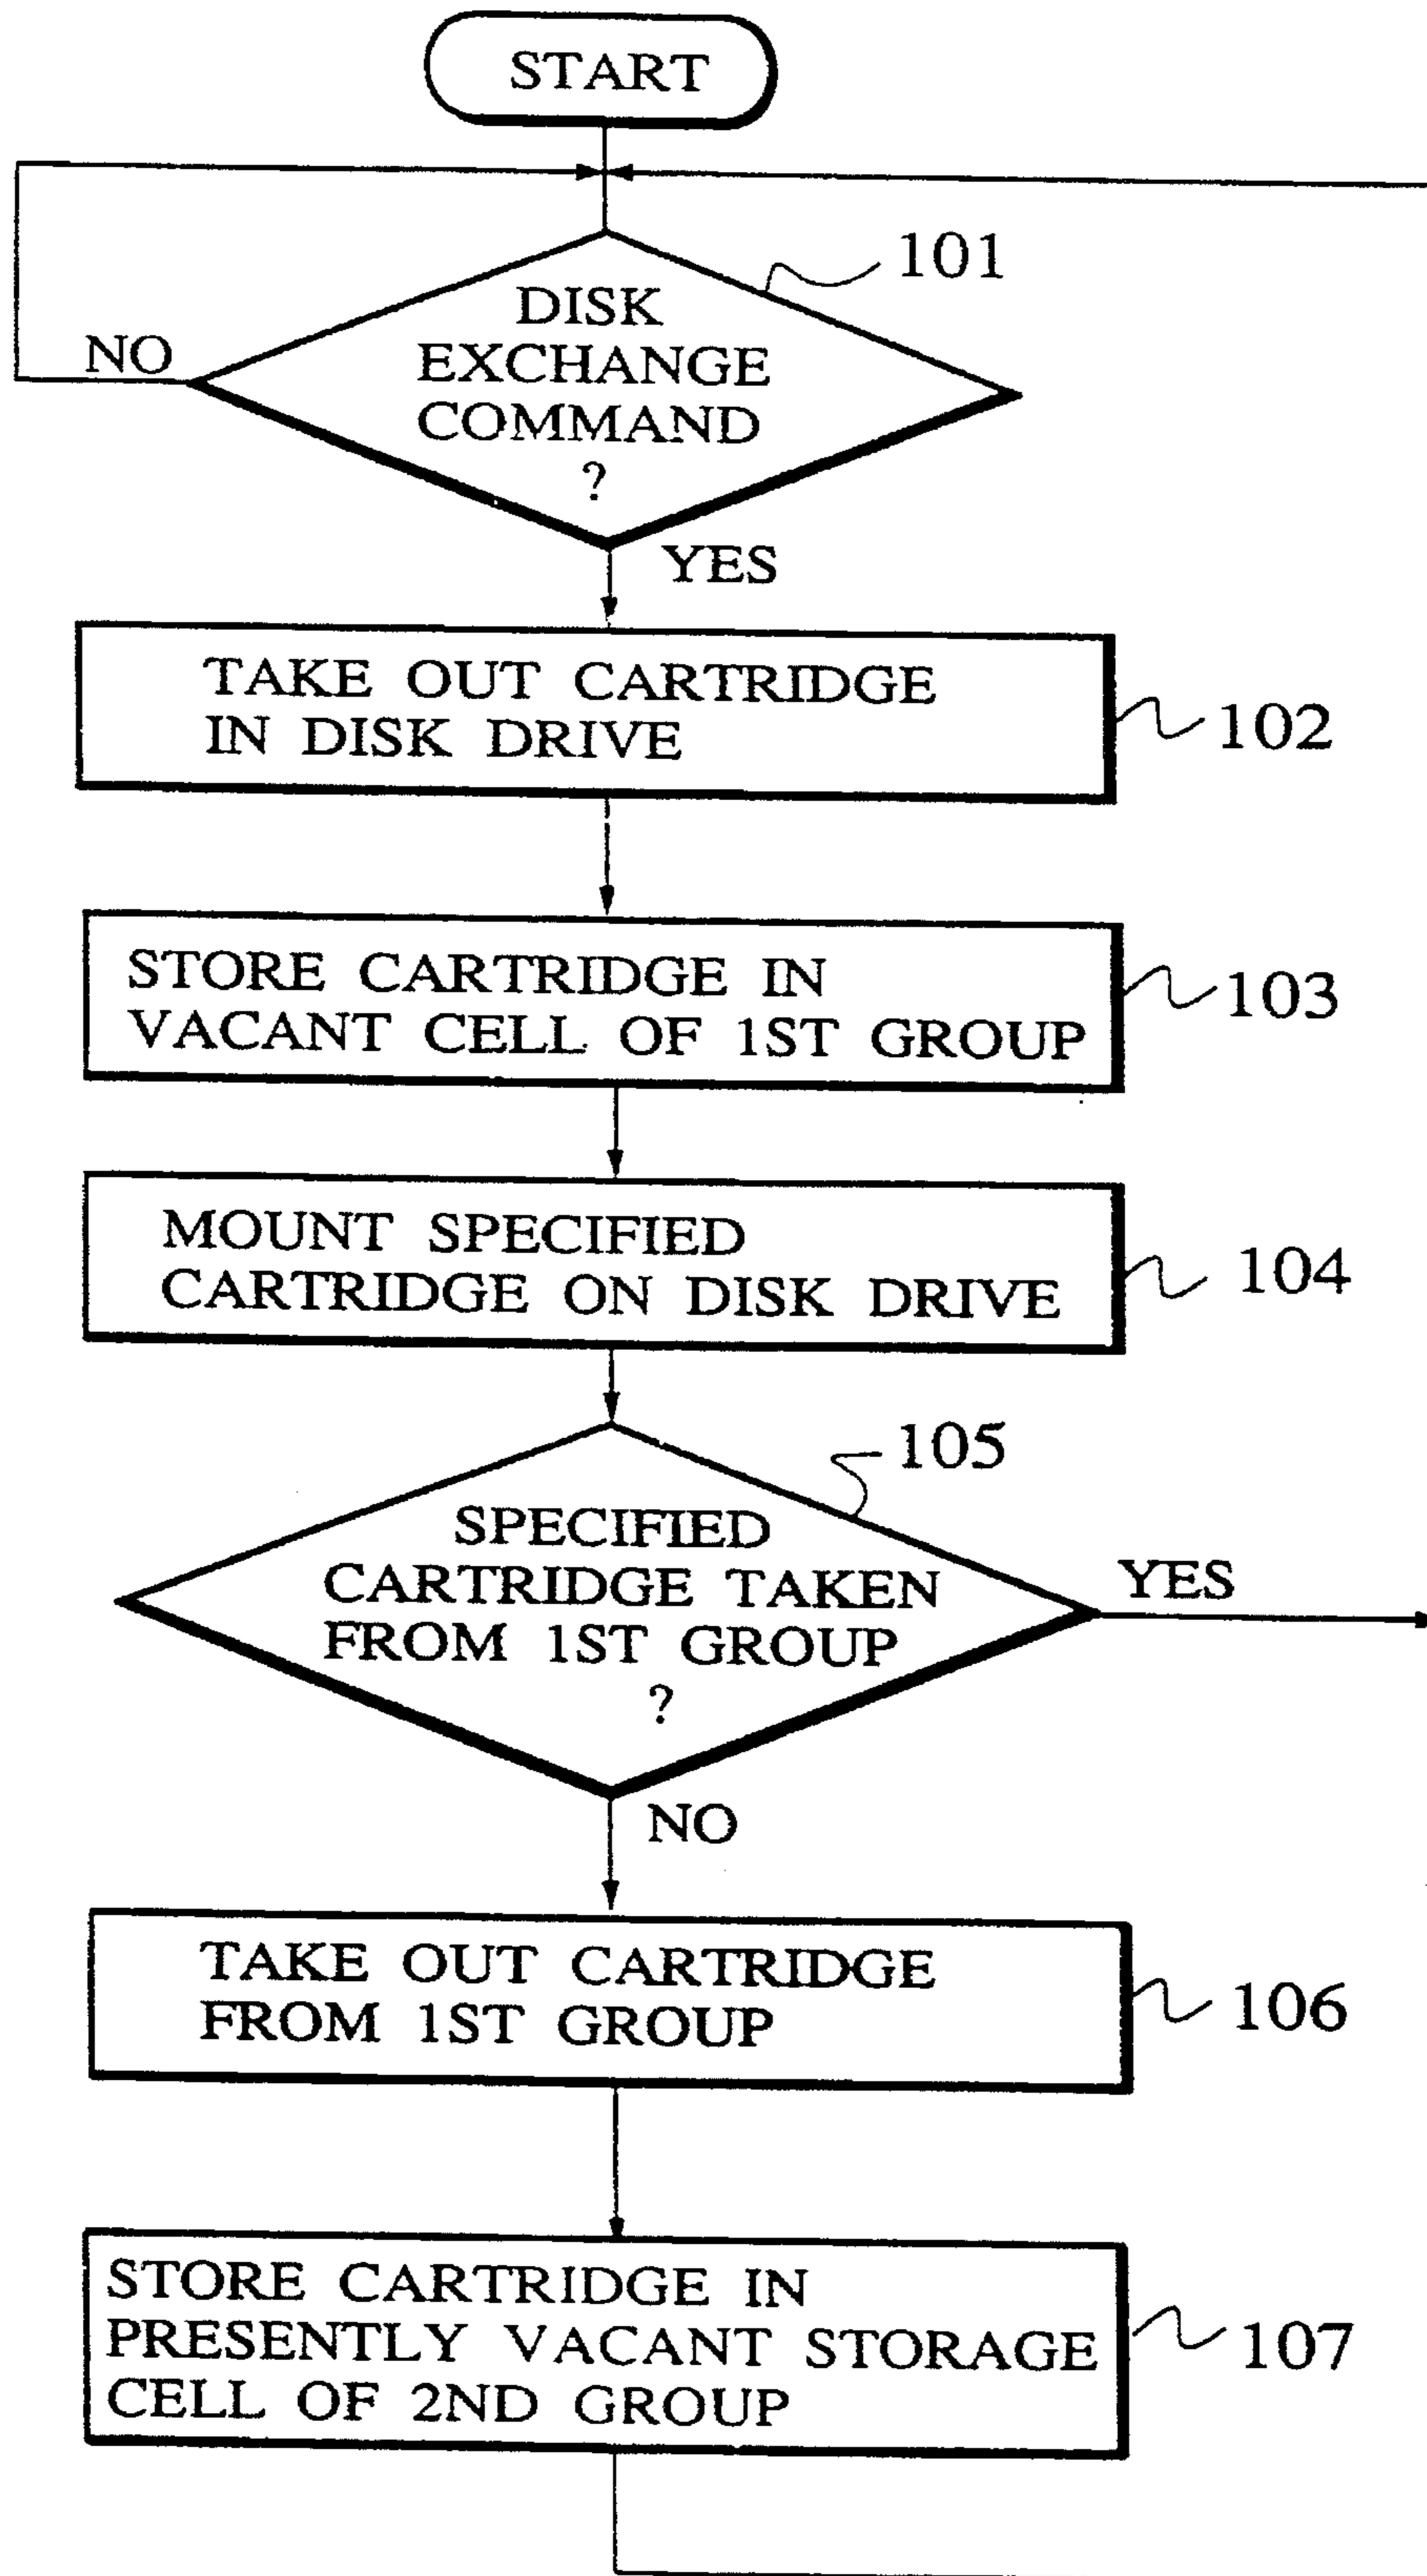 START
101
DISK
EXCHANGE
COMMAND
?
NO
YES
TAKE OUT CARTRIDGE
IN DISK DRIVE
102
STORE CARTRIDGE IN
VACANT CELL OF 1ST GROUP
103
MOUNT SPECIFIED
CARTRIDGE ON DISK DRIVE
104
105
SPECIFIED
CARTRIDGE TAKEN
FROM 1ST GROUP
?
YES
NO
TAKE OUT CARTRIDGE
FROM 1ST GROUP
106
STORE CARTRIDGE IN
PRESENTLY VACANT STORAGE
CELL OF 2ND GROUP
107